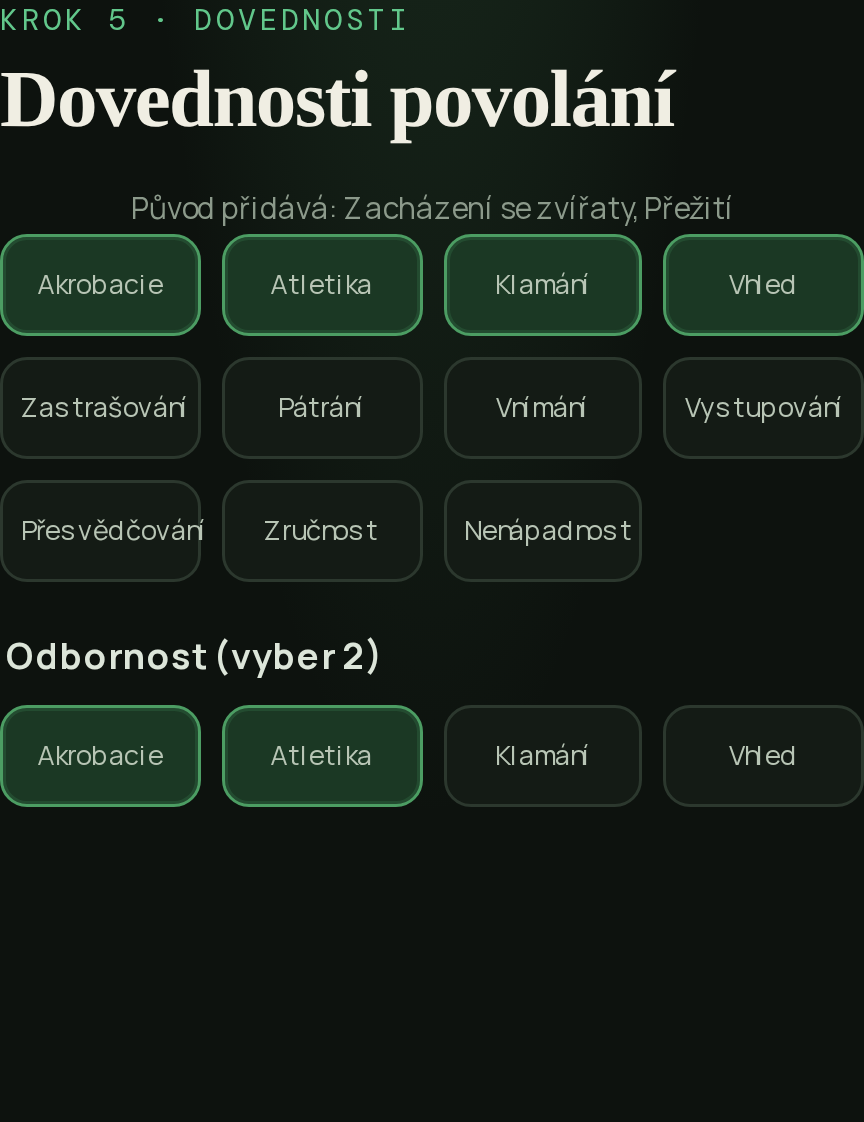 KROK 5 · DOVEDNOSTI
Dovednosti povolání
Původ přidává: Zacházení se zvířaty, Přežití
Akrobacie Atletika Klamání Vhled
Zastrašování Pátrání Vnímání Vystupování
Přesvědčování Zručnost Nenápadnost
Odbornost (vyber 2)
Akrobacie Atletika Klamání Vhled